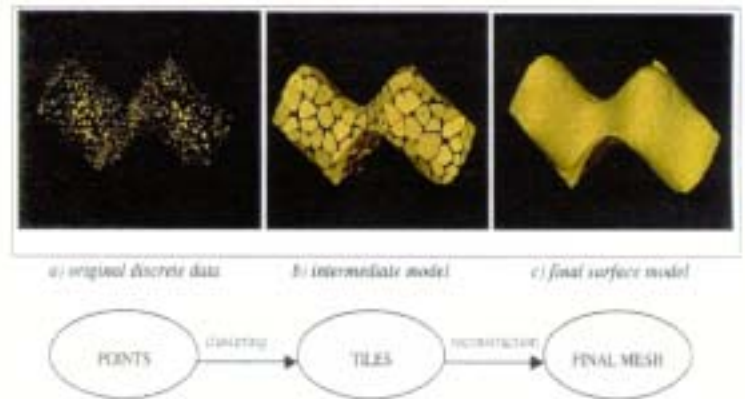 a) original discrete data
b) intermediate model
c) final surface model
POINTS
clustering
TILES
reconstruction
FINAL MESH